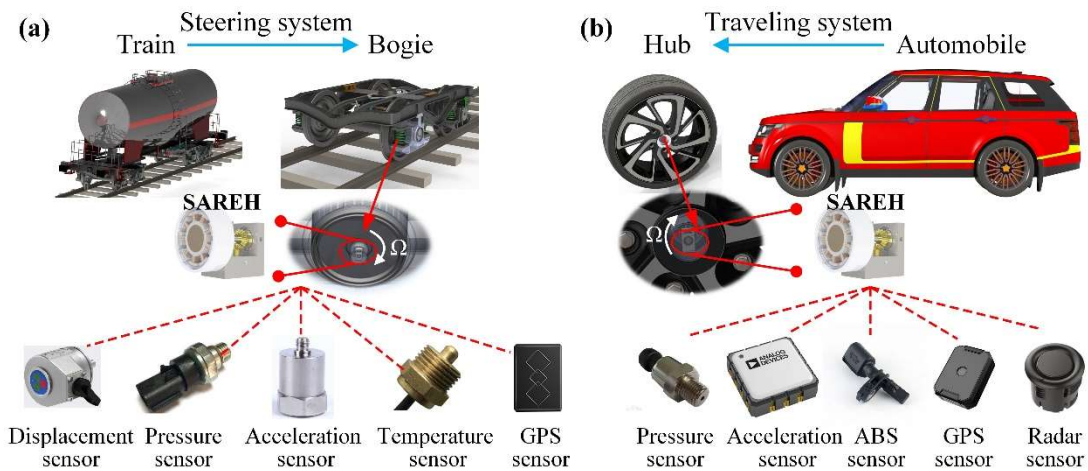 (a)
Steering system
Train
Bogie
SAREH
Ω
Displacement
sensor
Pressure
sensor
Acceleration
sensor
Temperature
sensor
GPS
sensor
(b)
Traveling system
Hub
Automobile
Ω
SAREH
ANALOG
DEVICES
Pressure
sensor
Acceleration
sensor
ABS
sensor
GPS
sensor
Radar
sensor